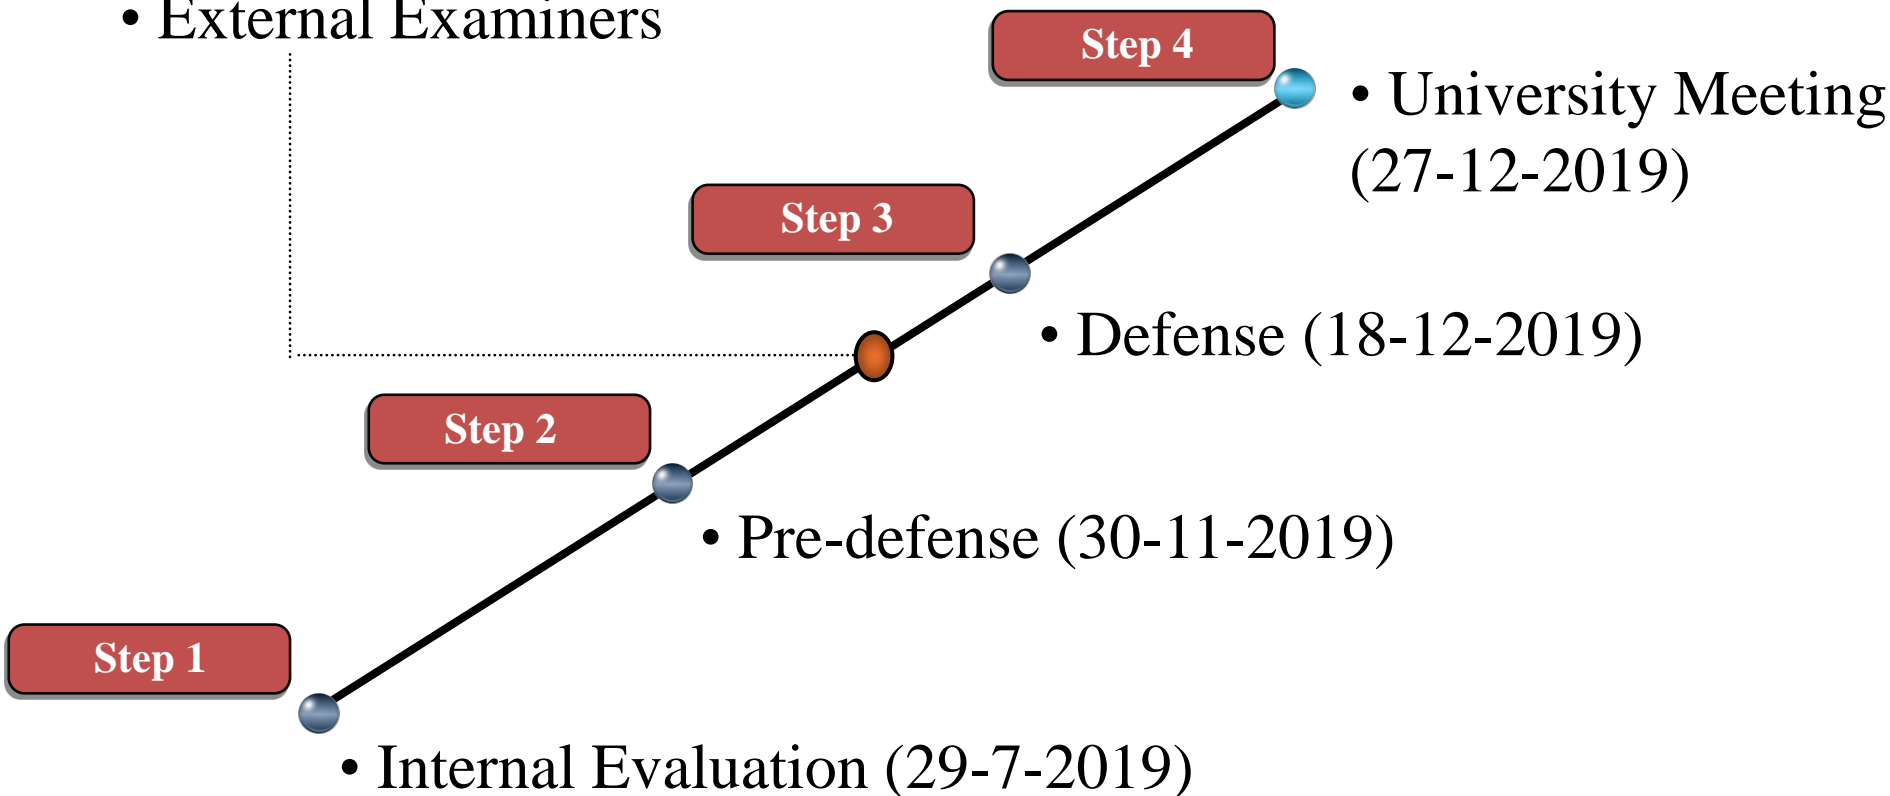 • External Examiners
Step 4
• University Meeting
(27-12-2019)
Step 3
• Defense (18-12-2019)
Step 2
• Pre-defense (30-11-2019)
Step 1
• Internal Evaluation (29-7-2019)